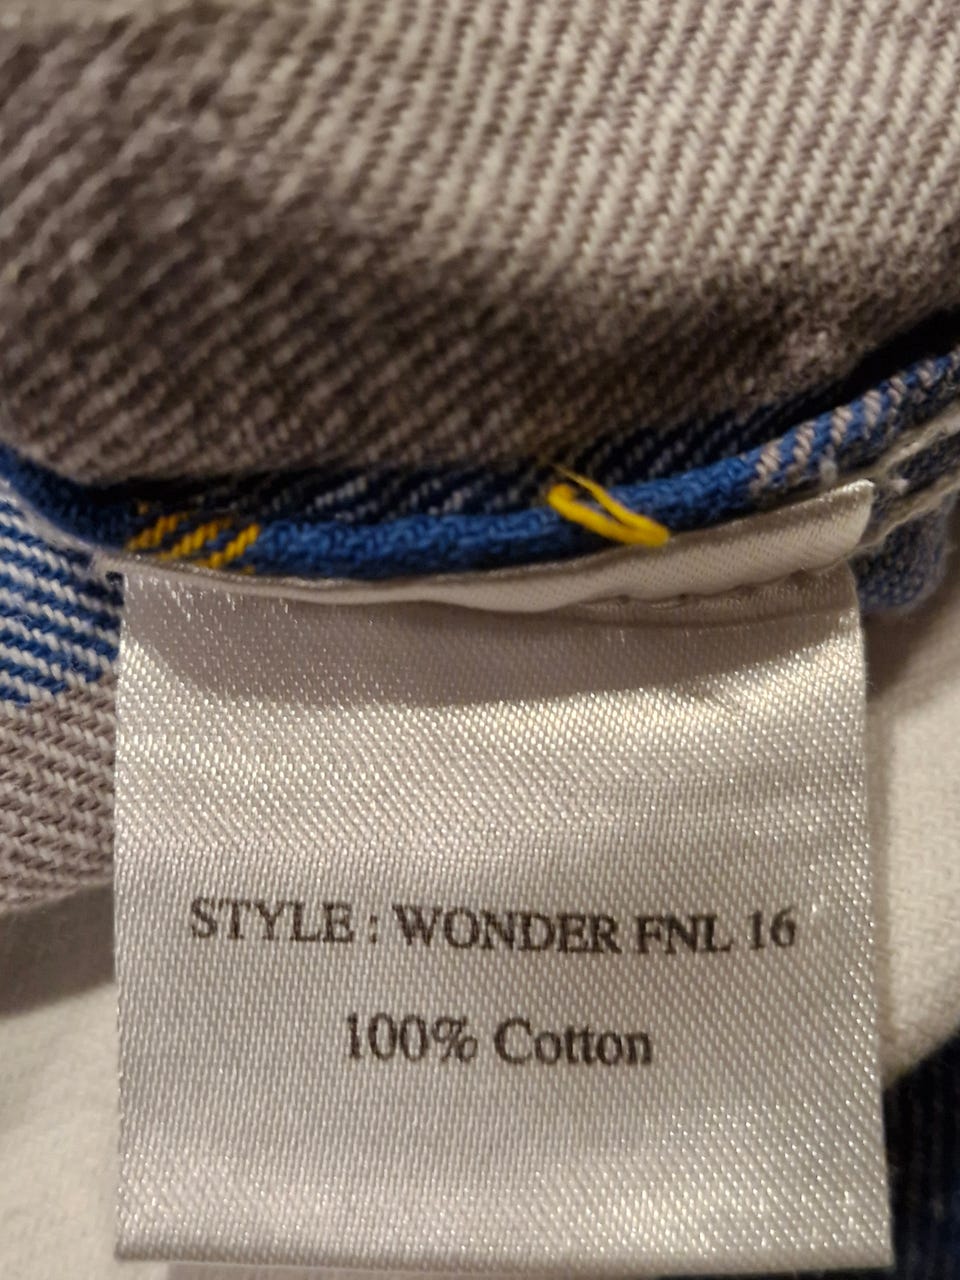 STYLE : WONDER FNL 16
100% Cotton